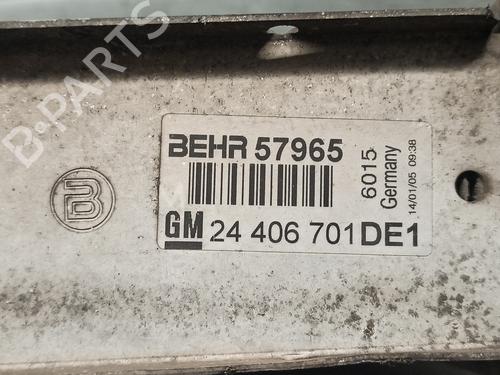 B-PARTS
B
BEHR 57965
GM 24 406 701 DE1
6015
Germany
14/01/05 09:38